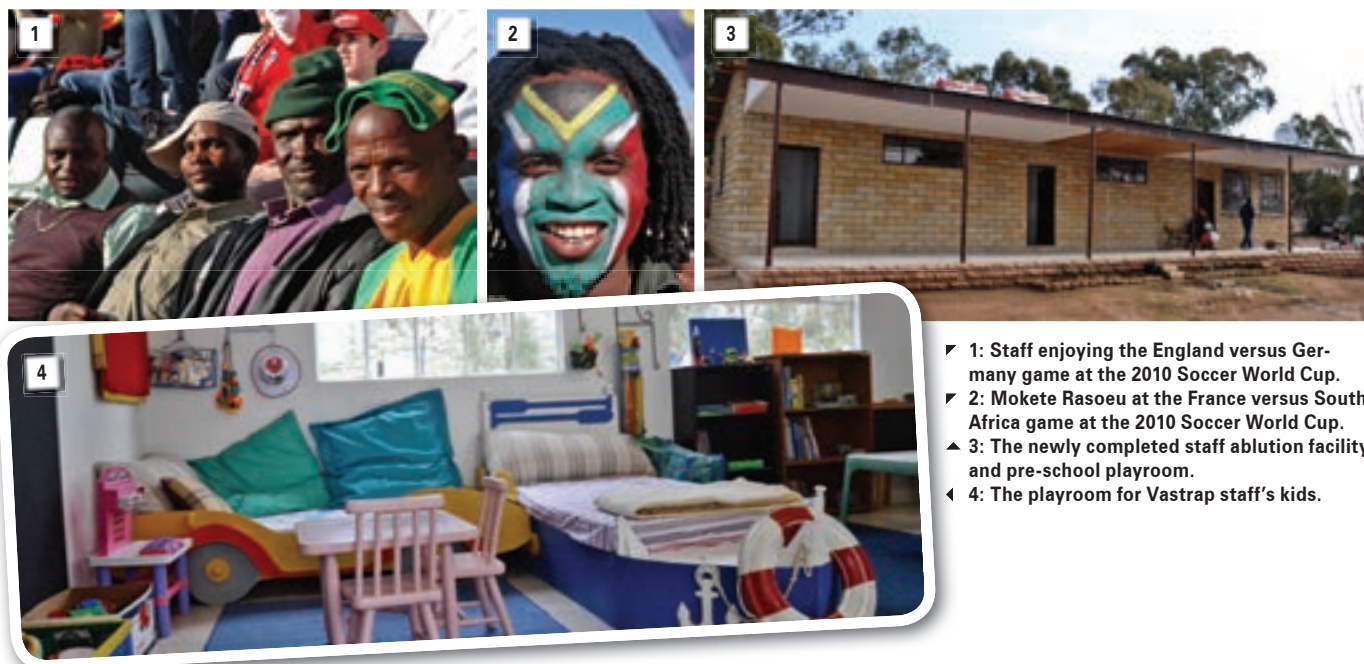 1
2
3
4
1: Staff enjoying the England versus Ger-
many game at the 2010 Soccer World Cup.
2: Mokete Rasoeu at the France versus South
Africa game at the 2010 Soccer World Cup.
3: The newly completed staff ablution facility
and pre-school playroom.
4: The playroom for Vastrap staff's kids.